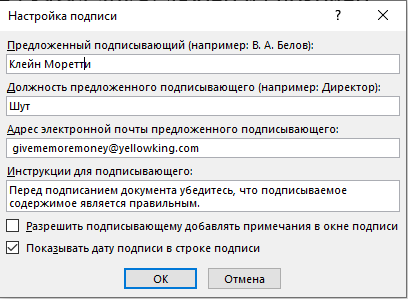 Настройка подписи
?
Предложенный подписывающий (например: В. А. Белов):
Клейн Моретти
Должность предложенного подписывающего (например: Директор):
Шут
Адрес электронной почты предложенного подписывающего:
givememoremoney@yellowking.com
Инструкции для подписывающего:
Перед подписанием документа убедитесь, что подписываемое
содержимое является правильным.
Разрешить подписывающему добавлять примечания в окне подписи
Показывать дату подписи в строке подписи
ОК
Отмена